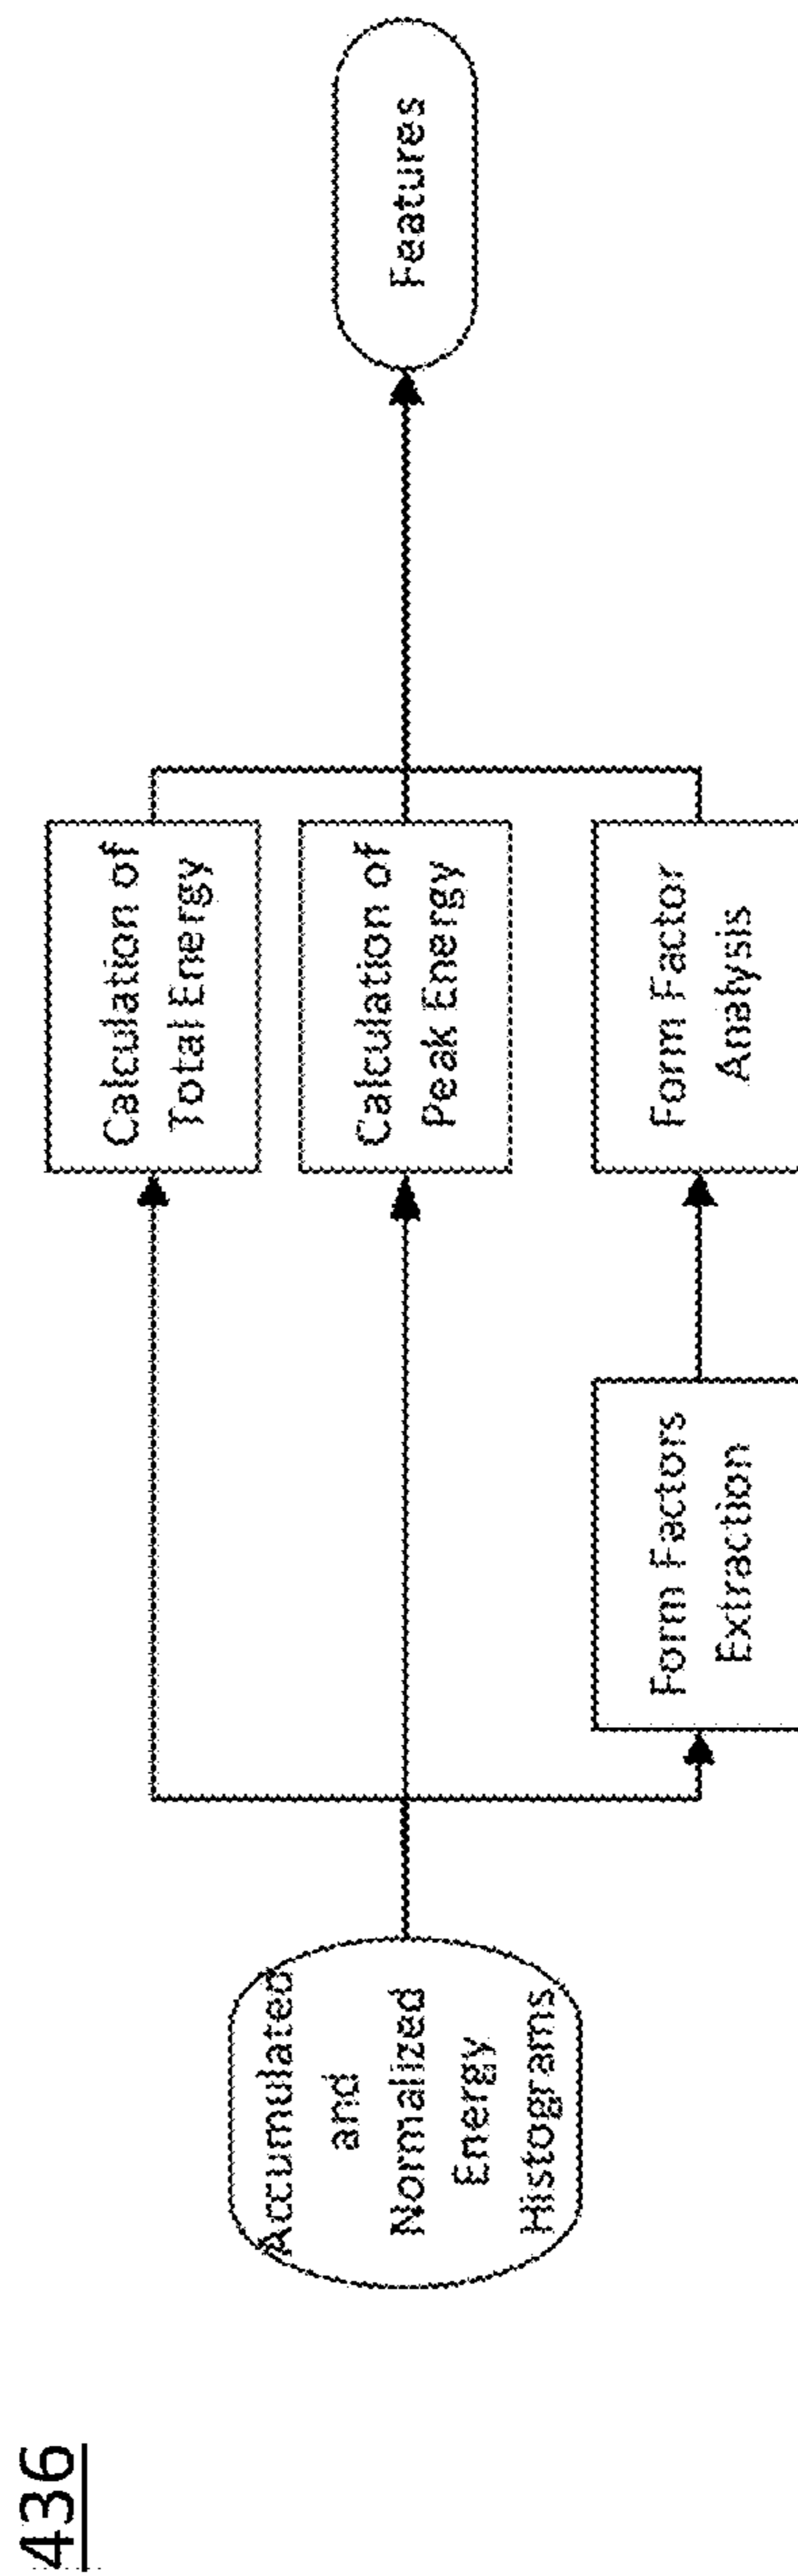 436
Accumulated
and
Normalized
Energy
Histograms
Calculation of
Total Energy
Calculation of
Peak Energy
Form Factors
Extraction
Form Factor
Analysis
Features